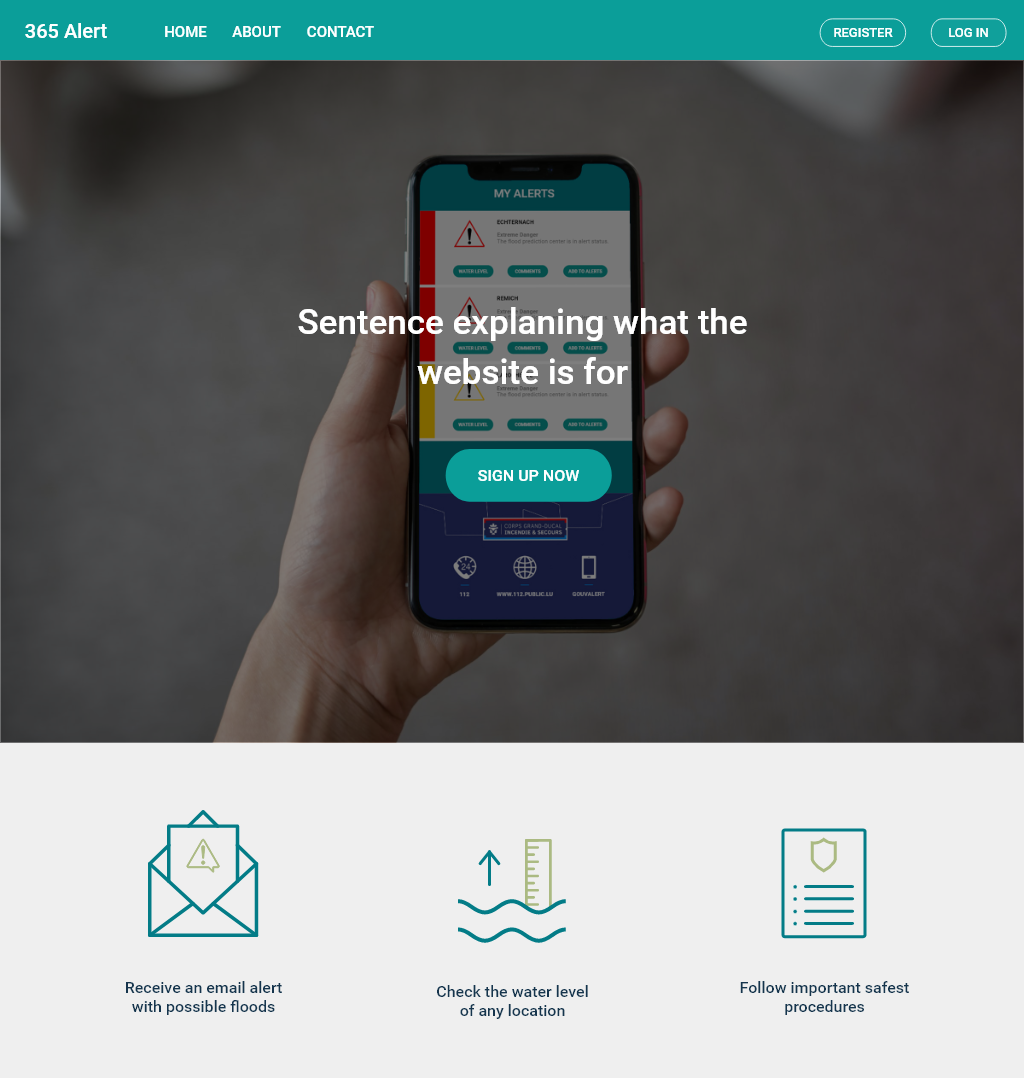 365 Alert HOME ABOUT CONTACT REGISTER LOG IN
MY ALERTS
ECHTERNACH
Extreme Danger
The flood prediction center is in alert status
WATER LEVEL COMMENTS ADD TO ALERTS
REMICH
Sentence explaning what the
WATER LEVEL COMMENTS ADD TO ALERTS
website is for
Extreme Danger
The flood prediction center is in alert status
WATER LEVEL COMMENTS ADD TO ALERTS
SIGN UP NOW
CORPS GRAND-DUCAL
INCENDIE & SECOURS
24
112 WWW.112.PUBLIC.LU GOUVALERT
Receive an email alert
with possible floods
Check the water level
of any location
Follow important safest
procedures